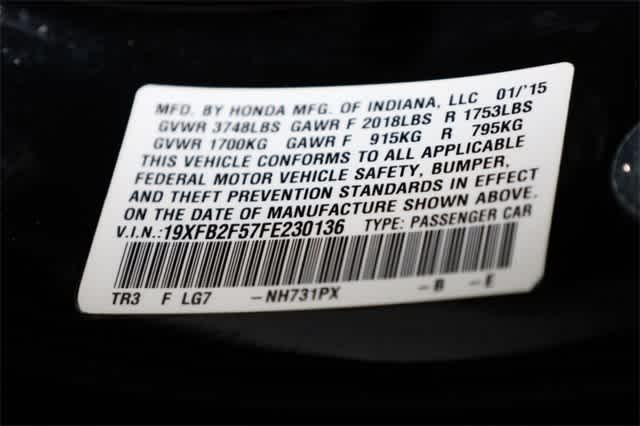 MFD. BY HONDA MFG. OF INDIANA, LLC 01/'15
GVWR 3748LBS GAWR F 2018LBS R 1753LBS
GVWR 1700KG GAWR F 915KG R 795KG
THIS VEHICLE CONFORMS TO ALL APPLICABLE
FEDERAL MOTOR VEHICLE SAFETY, BUMPER,
AND THEFT PREVENTION STANDARDS IN EFFECT
ON THE DATE OF MANUFACTURE SHOWN ABOVE.
V.I.N.:19XFB2F57FE230136 TYPE: PASSENGER CAR
TR3 F LG7 -NH731PX -B -E